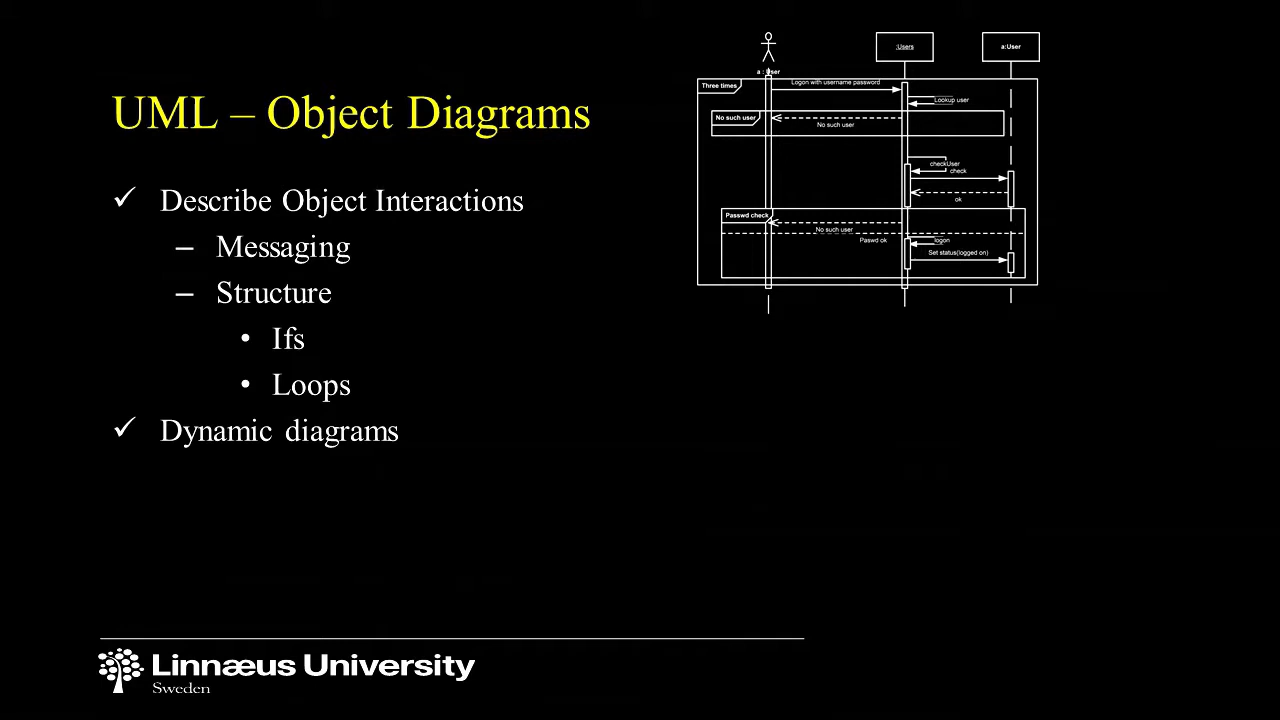 UML – Object Diagrams
✓ Describe Object Interactions
– Messaging
– Structure
• Ifs
• Loops
✓ Dynamic diagrams
:Users
a:User
a : User
Three times
Logon with username password
Lookup user
No such user
No such user
checkUser
check
ok
Passwd check
No such user
Paswd ok
logon
Set status(logged on)
Linnæus University
Sweden